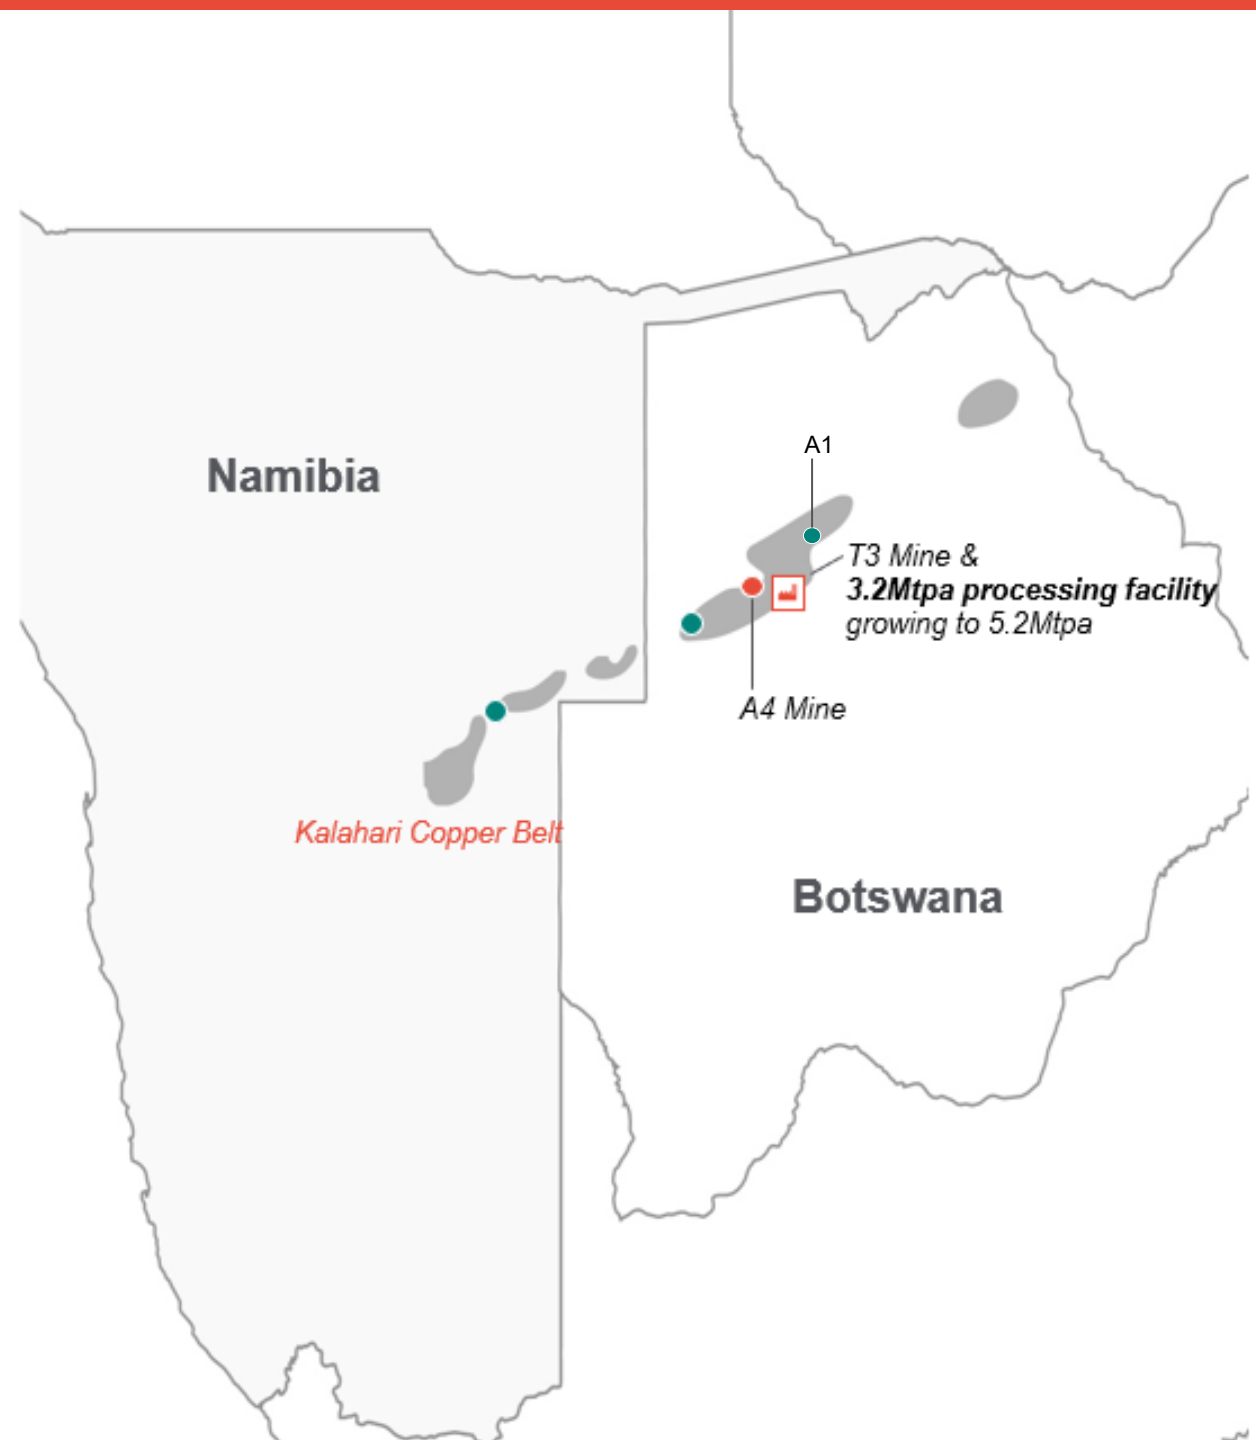 A1
Namibia
T3 Mine &
3.2Mtpa processing facility
growing to 5.2Mtpa
A4 Mine
Kalahari Copper Belt
Botswana